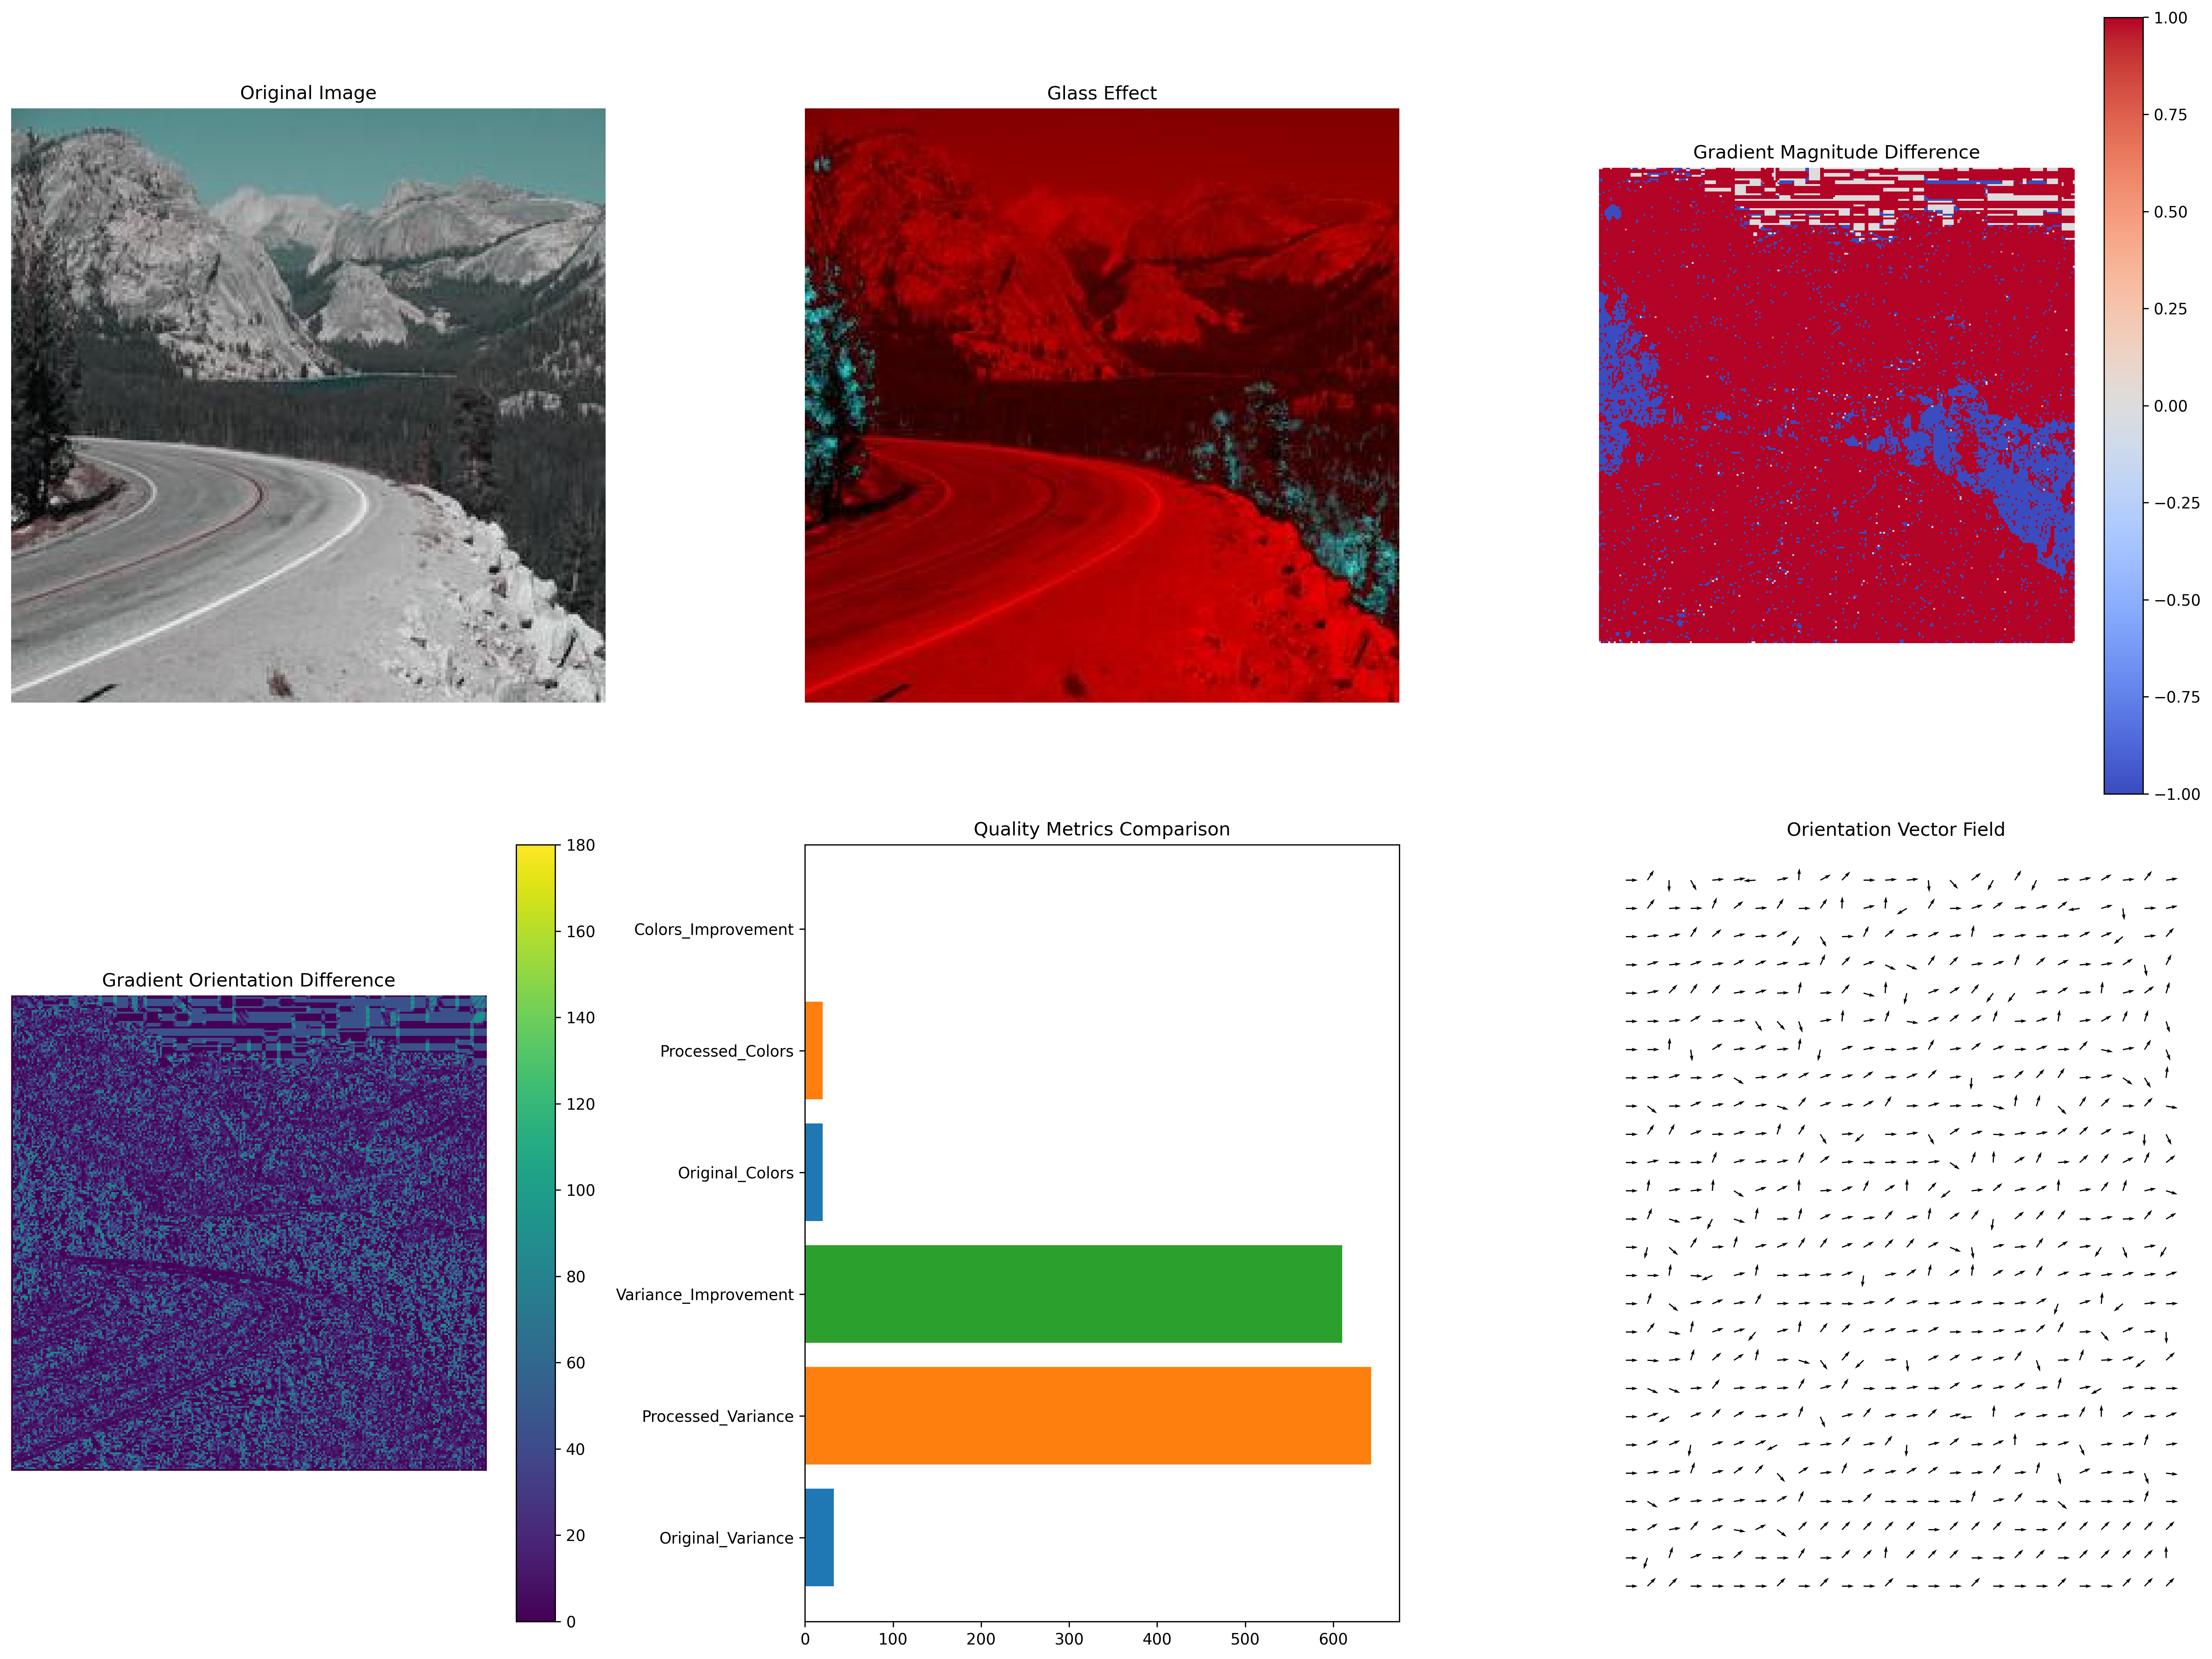 Original Image
Glass Effect
Gradient Magnitude Difference
1.00
0.75
0.50
0.25
0.00
−0.25
−0.50
−0.75
−1.00
Gradient Orientation Difference
180
160
140
120
100
80
60
40
20
0
Quality Metrics Comparison
Colors_Improvement
Processed_Colors
Original_Colors
Variance_Improvement
Processed_Variance
Original_Variance
0 100 200 300 400 500 600
Orientation Vector Field